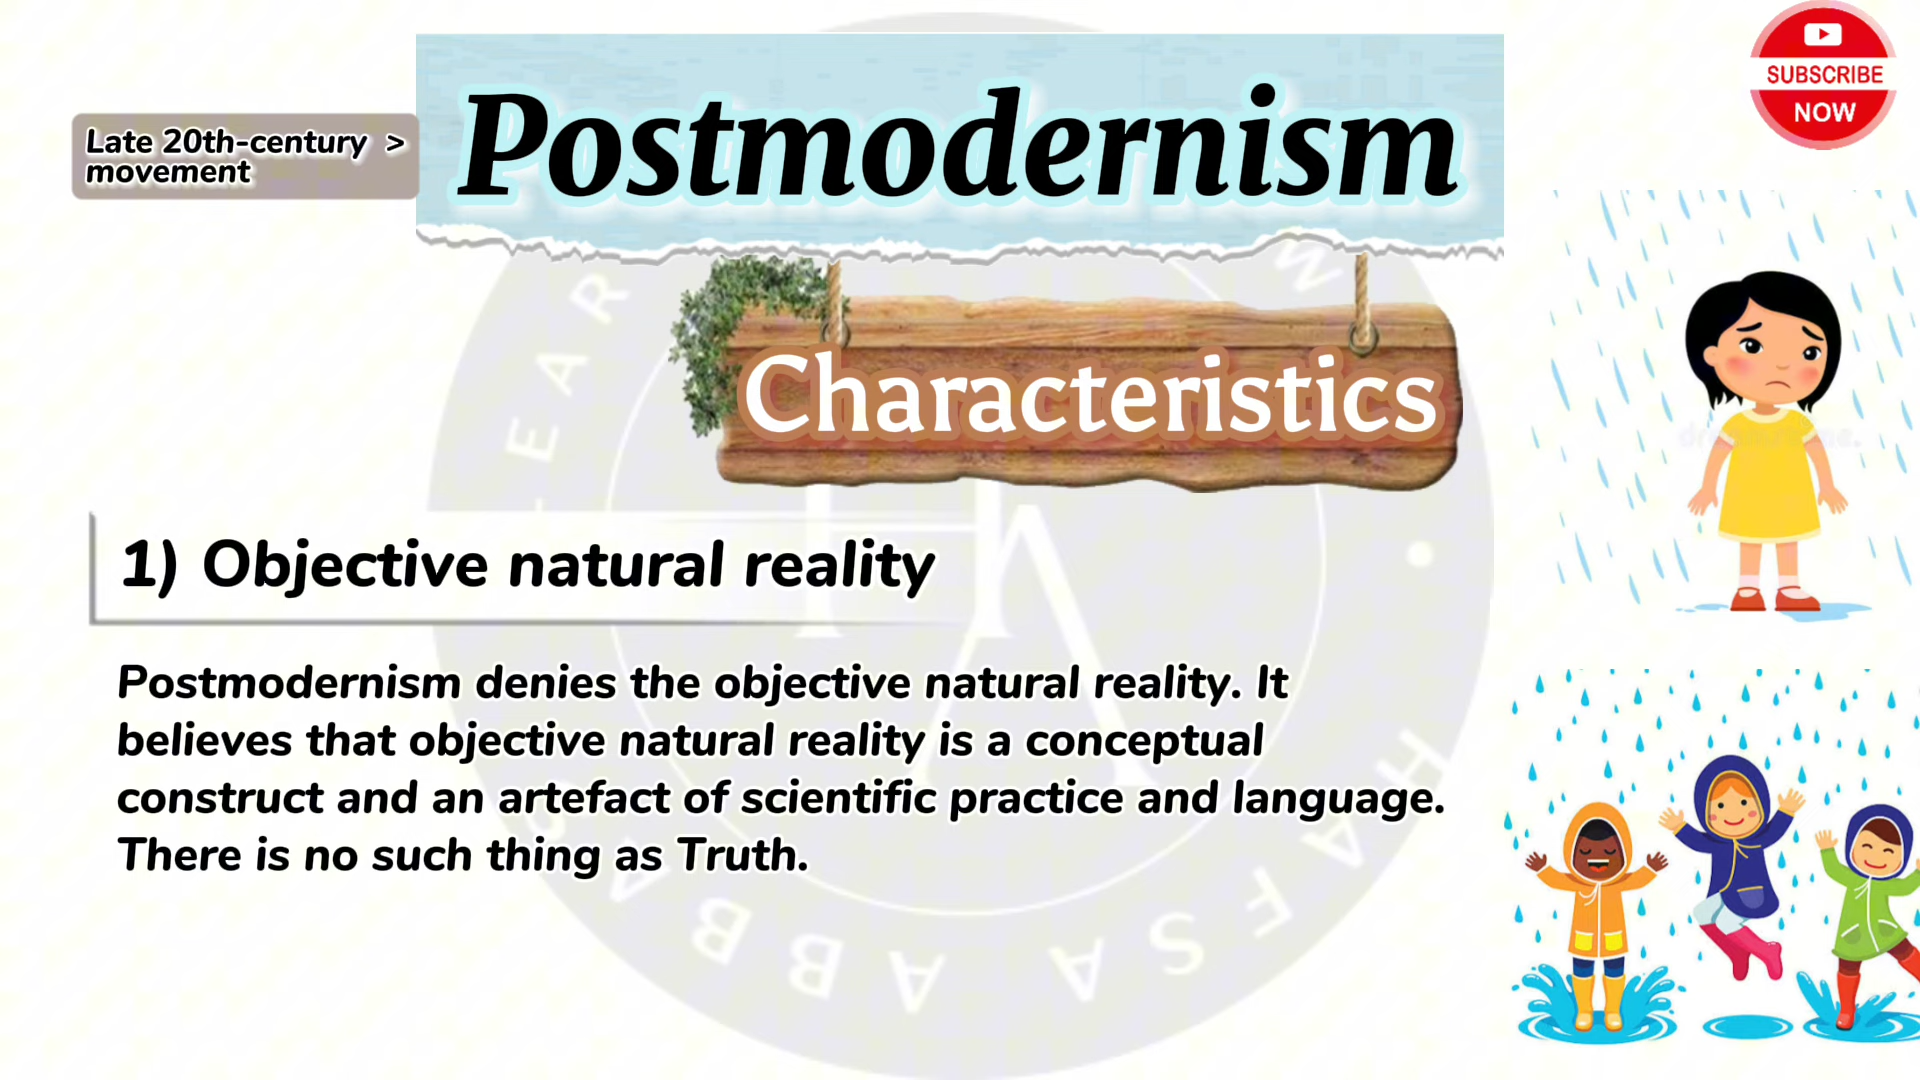 SUBSCRIBE
NOW
Late 20th-century >
movement
Postmodernism
Characteristics
1) Objective natural reality
Postmodernism denies the objective natural reality. It
believes that objective natural reality is a conceptual
construct and an artefact of scientific practice and language.
There is no such thing as Truth.
HAFSA ABBAS